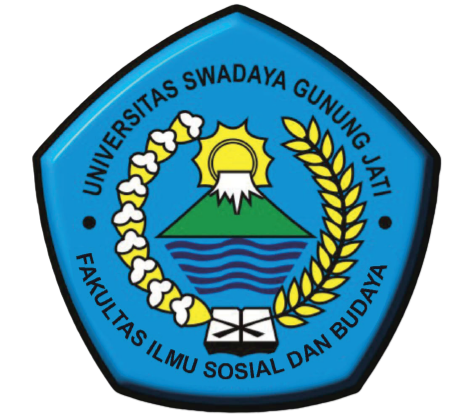 UNIVERSITAS SWADAYA GUNUNG JATI
FAKULTAS ILMU SOSIAL DAN BUDAYA